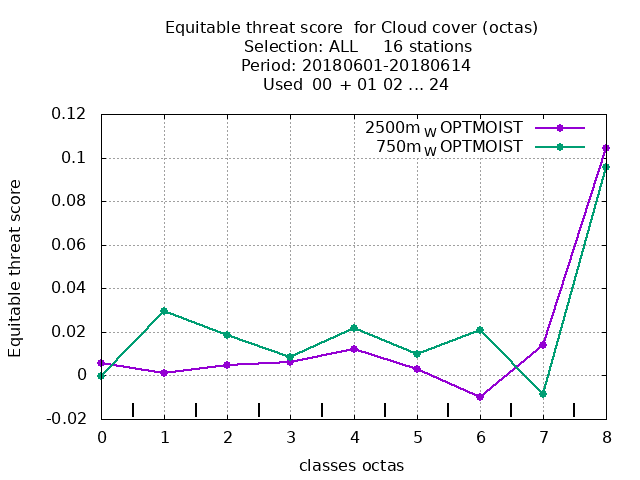 Equitable threat score  for Cloud cover (octas)
Selection: ALL     16 stations
Period: 20180601-20180614
Used  00  + 01 02 ... 24
2500m W OPTMOIST
750m W OPTMOIST
0.12
0.1
0.08
0.06
0.04
0.02
0
-0.02
Equitable threat score
0 1 2 3 4 5 6 7 8
classes octas